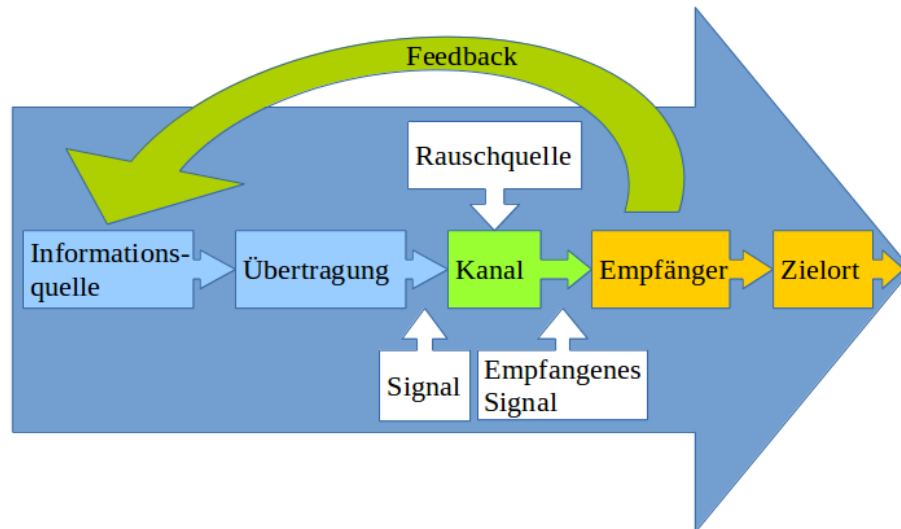 Feedback
Rauschquelle
Informations-
quelle
Übertragung
Kanal
Empfänger
Zielort
Signal
Empfangenes
Signal